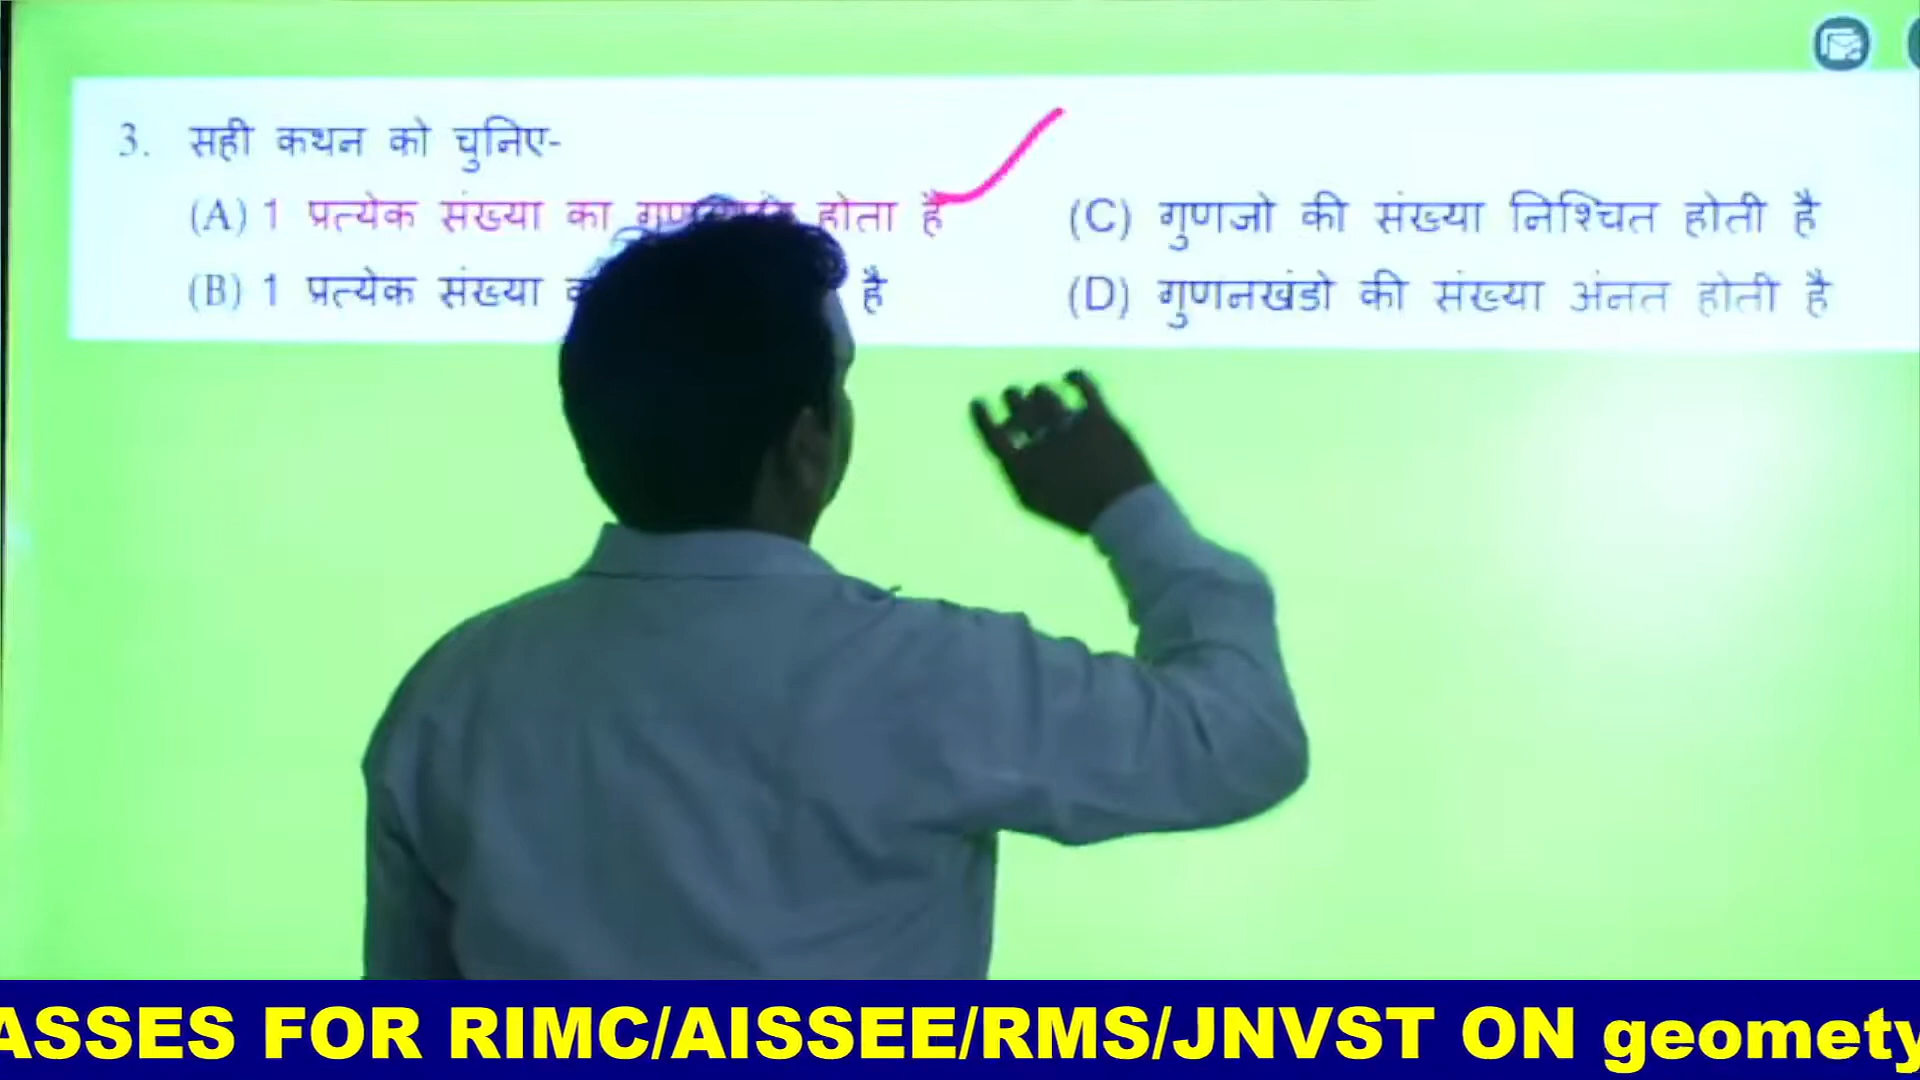 3. सही कथन को चुनिए-
(A) 1 प्रत्येक संख्या का होता है
(C) गुणजो की संख्या निश्चित होती है
(B) 1 प्रत्येक संख्या है
(D) गुणनखंडो की संख्या अंनत होती है
ASSES FOR RIMC/AISSEE/RMS/JNVST ON geomety